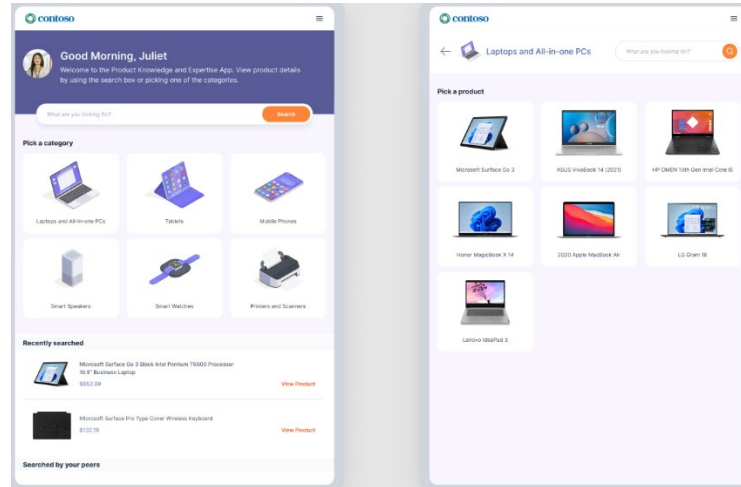 contoso
Good Morning, Juliet
Welcome to the Product Knowledge and Expertise App. View product details
by using the search box or picking one of the categories.
What are you looking for?
Search
Pick a category
Laptops and All-in-one PCs
Tablets
Mobile Phones
Smart Speakers
Smart Watches
Printers and Scanners
Recently searched
Microsoft Surface Go 3 Black Intel Pentium T6600 Processor
10.5" Business Laptop
View Product
Microsoft Surface Pro Type Cover Wireless Keyboard
$132.19
View Product
Searched by your peers
contoso
Laptops and All-in-one PCs
What are you looking for?
Pick a product
Microsoft Surface Go 3
ASUS VivoBook 14 (2021)
HP OMEN 10th Gen Intel Core i5
Honor MagicBook X 14
2020 Apple MacBook Air
LG Gram 16
Lenovo IdeaPad 3